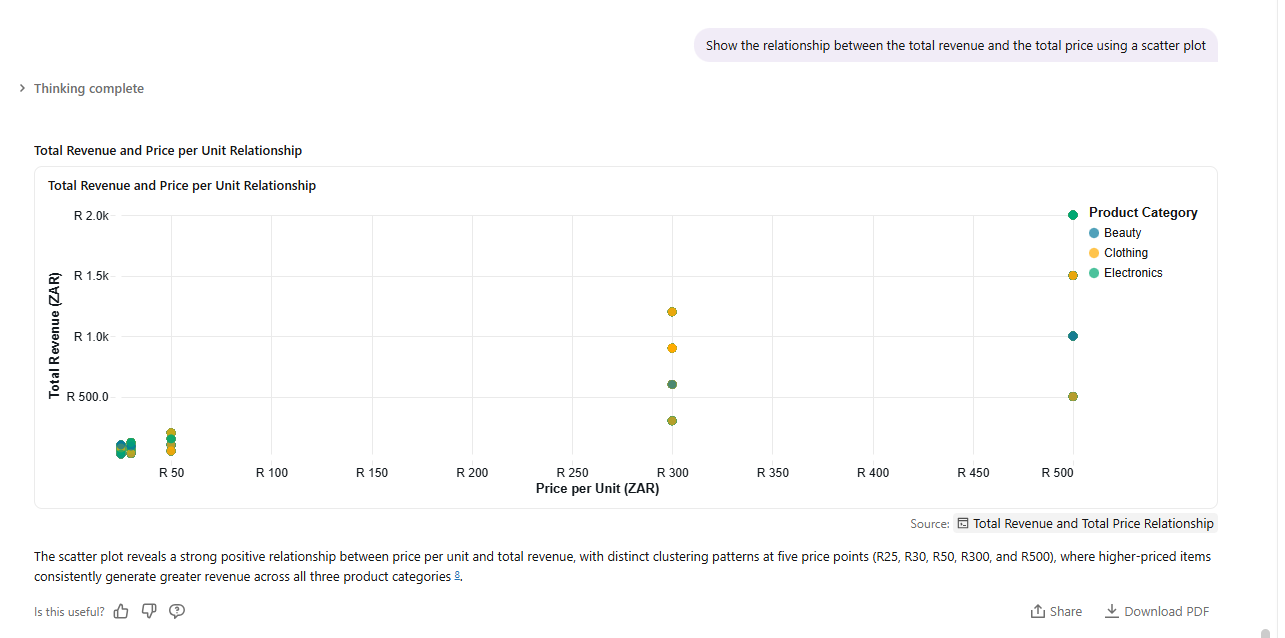 Show the relationship between the total revenue and the total price using a scatter plot
Thinking complete
Total Revenue and Price per Unit Relationship
Total Revenue and Price per Unit Relationship
R 2.0k
R 1.5k
R 1.0k
R 500.0
Total Revenue (ZAR)
Product Category
Beauty
Clothing
Electronics
R 50 R 100 R 150 R 200 R 250 R 300 R 350 R 400 R 450 R 500
Price per Unit (ZAR)
Source: Total Revenue and Total Price Relationship
The scatter plot reveals a strong positive relationship between price per unit and total revenue, with distinct clustering patterns at five price points (R25, R30, R50, R300, and R500), where higher-priced items
consistently generate greater revenue across all three product categories 8.
Is this useful? Share Download PDF